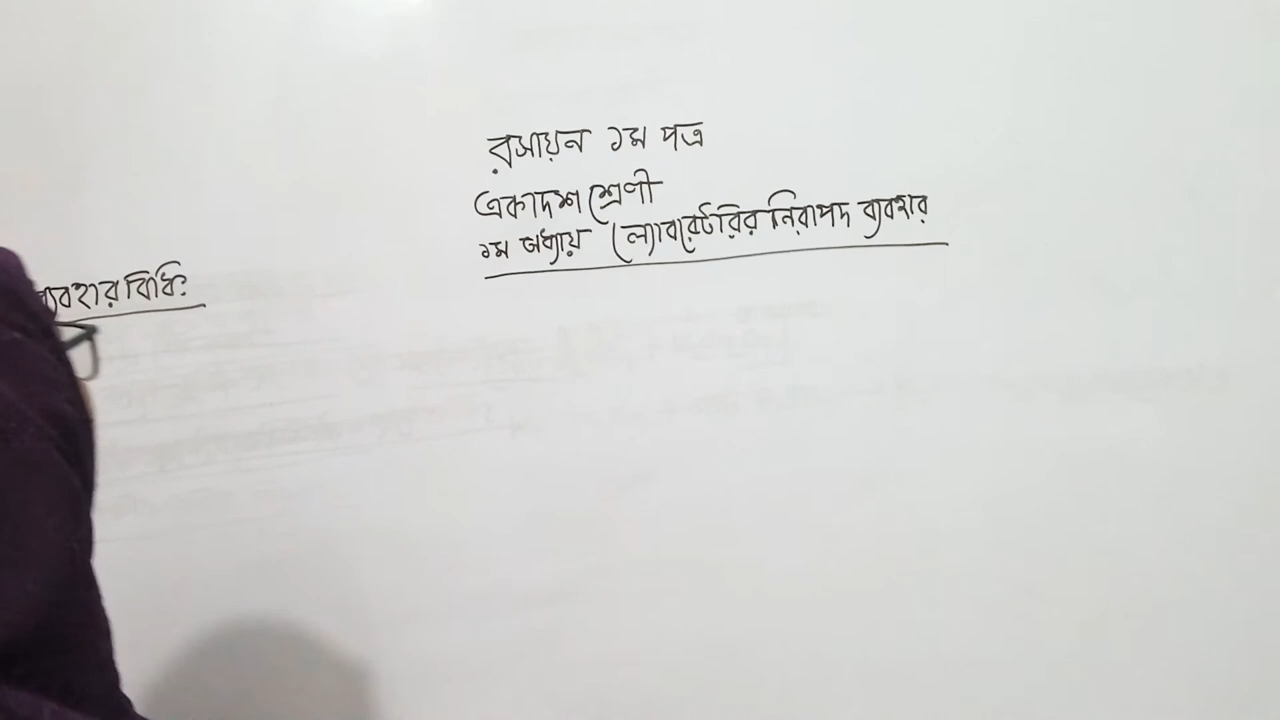 রসায়ন ১ম পত্র
একাদশ শ্রেণী
১ম অধ্যায় (ল্যাবরেটরির নিরাপদ ব্যবহার
ব্যবহার বিধি: